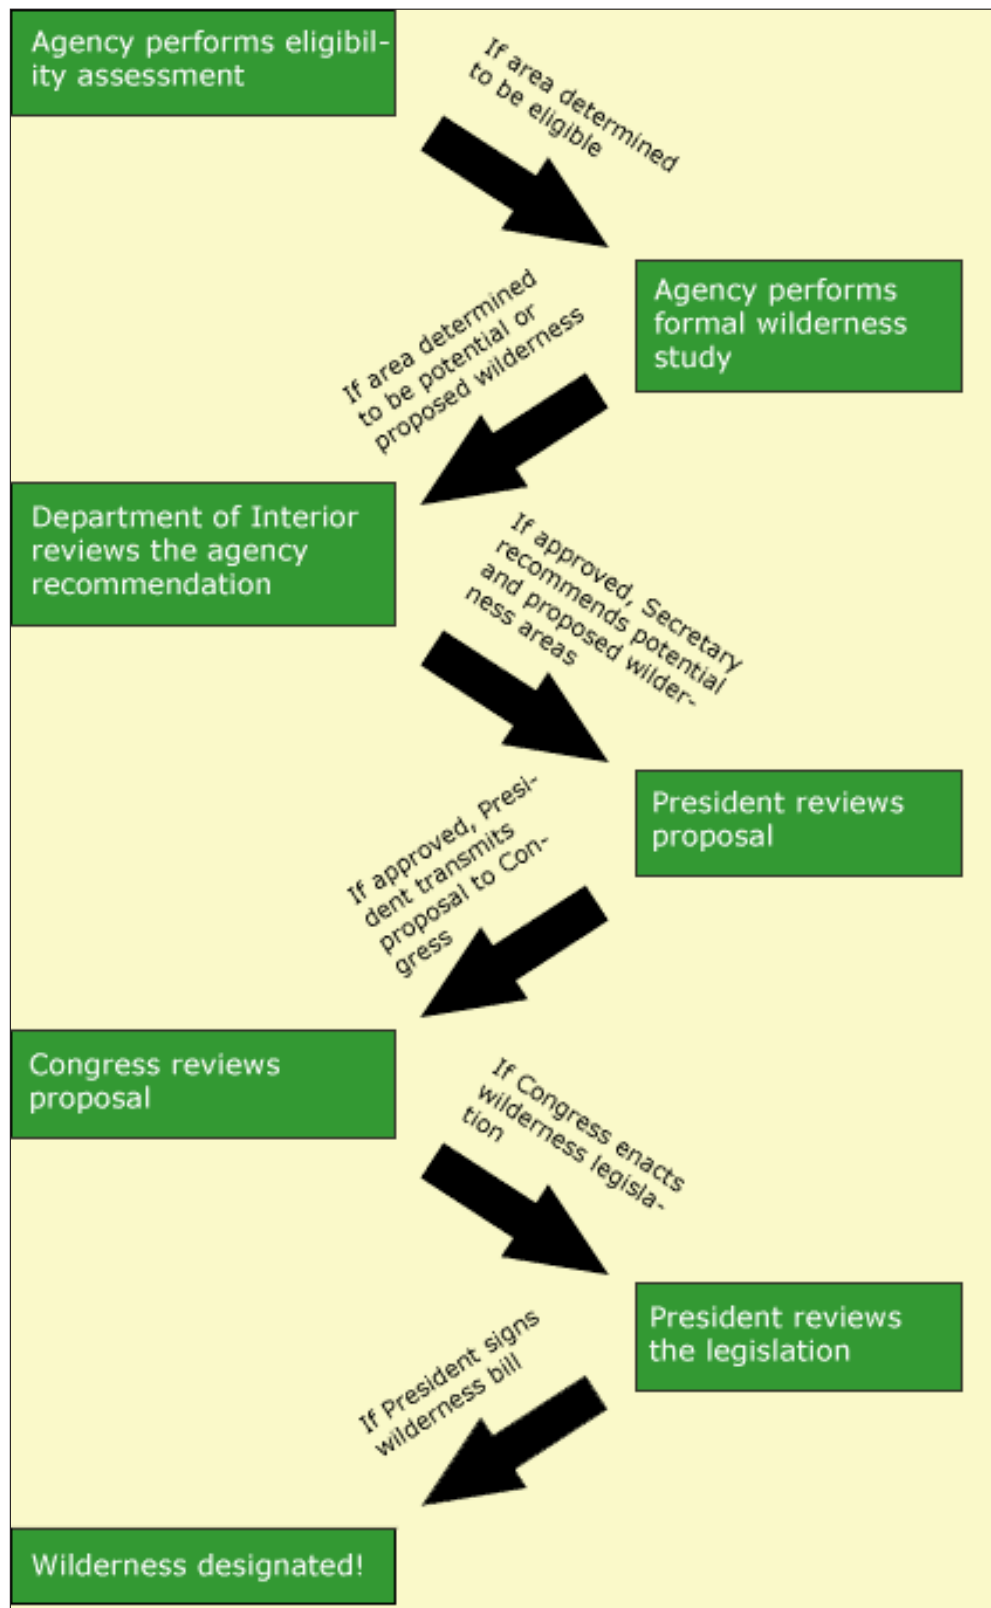 Agency performs eligibil-
ity assessment
If area determined
to be eligible
Agency performs
formal wilderness
study
If area determined
to be potential or
proposed wilderness
Department of Interior
reviews the agency
recommendation
If approved, Secretary
recommends potential
and proposed wilder-
ness areas
President reviews
proposal
If approved, Presi-
dent transmits
proposal to Con-
gress
Congress reviews
proposal
If Congress enacts
wilderness legisla-
tion
President reviews
the legislation
If President signs
wilderness bill
Wilderness designated!